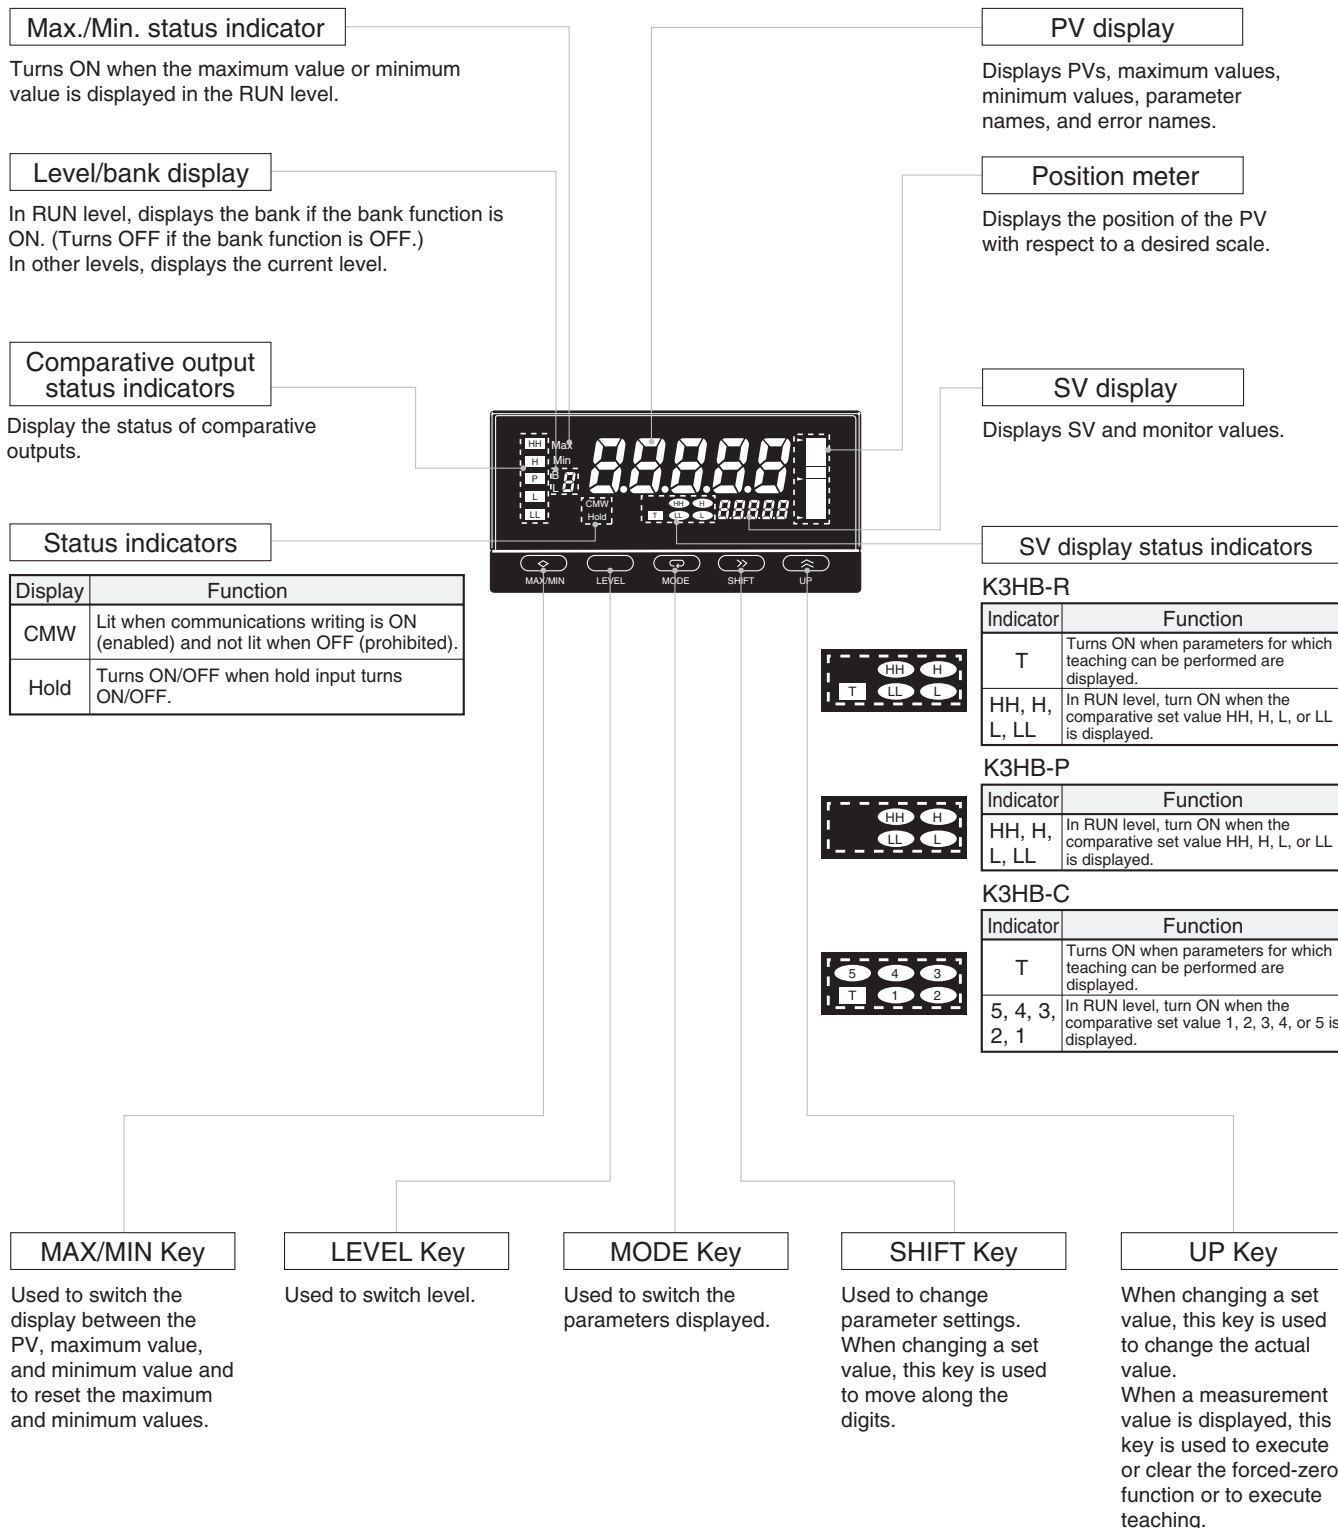 Max./Min. status indicator
Turns ON when the maximum value or minimum
value is displayed in the RUN level.
Level/bank display
In RUN level, displays the bank if the bank function is
ON. (Turns OFF if the bank function is OFF.)
In other levels, displays the current level.
Comparative output
status indicators
Display the status of comparative
outputs.
Status indicators
Display Function
CMW Lit when communications writing is ON
(enabled) and not lit when OFF (prohibited).
Hold Turns ON/OFF when hold input turns
ON/OFF.
PV display
Displays PVs, maximum values,
minimum values, parameter
names, and error names.
Position meter
Displays the position of the PV
with respect to a desired scale.
SV display
Displays SV and monitor values.
HH Max
H Min
P B
L L
LL
8
8.8.8.8.8
CMW
Hold
HH H
T LL L
8.8.8.8.8
MAX/MIN LEVEL MODE SHIFT UP
SV display status indicators
K3HB-R
Indicator Function
T Turns ON when parameters for which
teaching can be performed are
displayed.
HH, H, In RUN level, turn ON when the
L, LL comparative set value HH, H, L, or LL
is displayed.
HH H
T LL L
K3HB-P
Indicator Function
HH, H, In RUN level, turn ON when the
L, LL comparative set value HH, H, L, or LL
is displayed.
HH H
LL L
K3HB-C
Indicator Function
T Turns ON when parameters for which
teaching can be performed are
displayed.
5, 4, 3, In RUN level, turn ON when the
2, 1 comparative set value 1, 2, 3, 4, or 5 is
displayed.
5 4 3
T 1 2
MAX/MIN Key
Used to switch the
display between the
PV, maximum value,
and minimum value and
to reset the maximum
and minimum values.
LEVEL Key
Used to switch level.
MODE Key
Used to switch the
parameters displayed.
SHIFT Key
Used to change
parameter settings.
When changing a set
value, this key is used
to move along the
digits.
UP Key
When changing a set
value, this key is used
to change the actual
value.
When a measurement
value is displayed, this
key is used to execute
or clear the forced-zero
function or to execute
teaching.